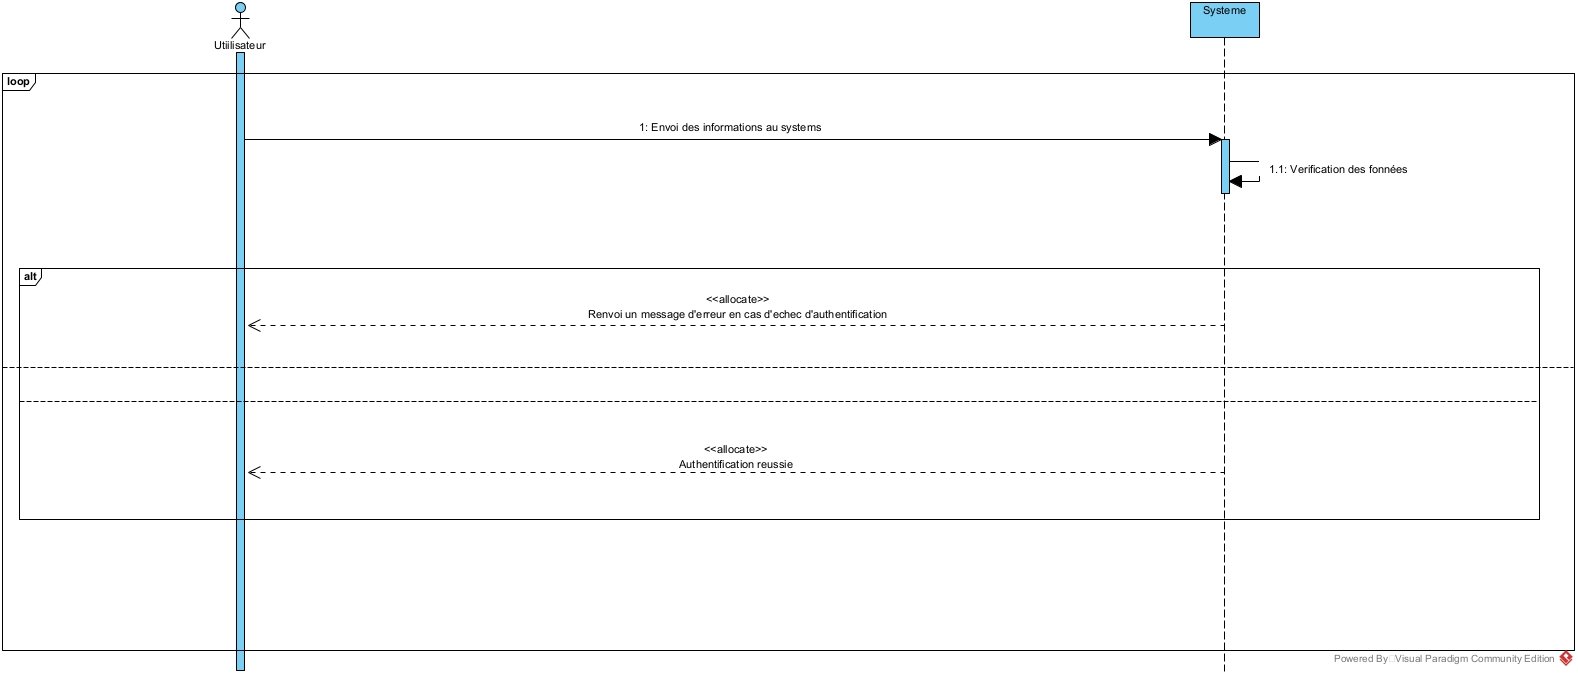 Utiilisateur
Systeme
loop
1: Envoi des informations au systems
1.1: Verification des fonnées
alt
<<allocate>>
Renvoi un message d'erreur en cas d'echec d'authentification
<<allocate>>
Authentification reussie
Powered By Visual Paradigm Community Edition